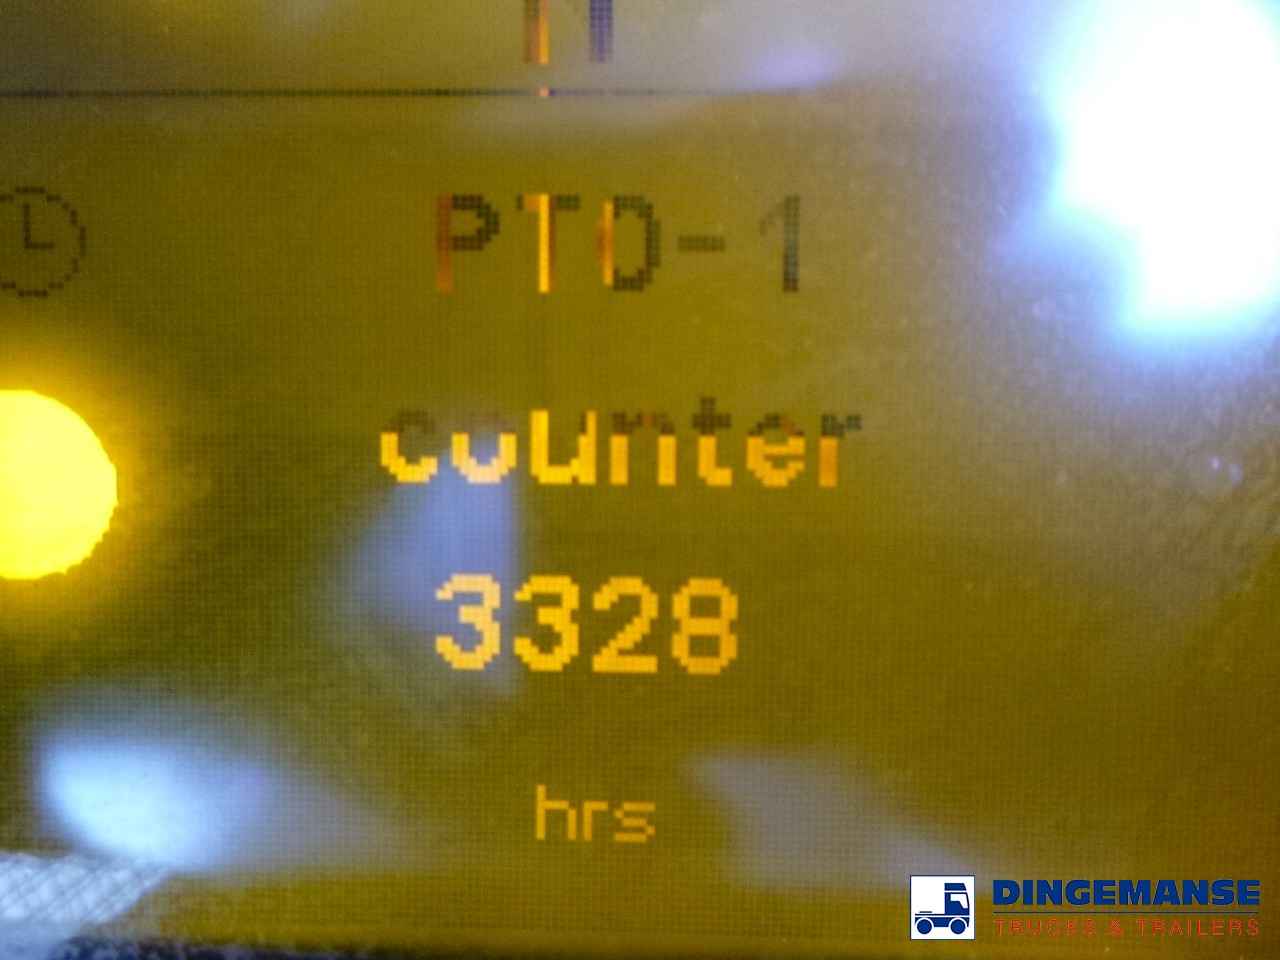 PTO-1
counter
3328
hrs
DINGEMANSE
TRUCKS & TRAILERS